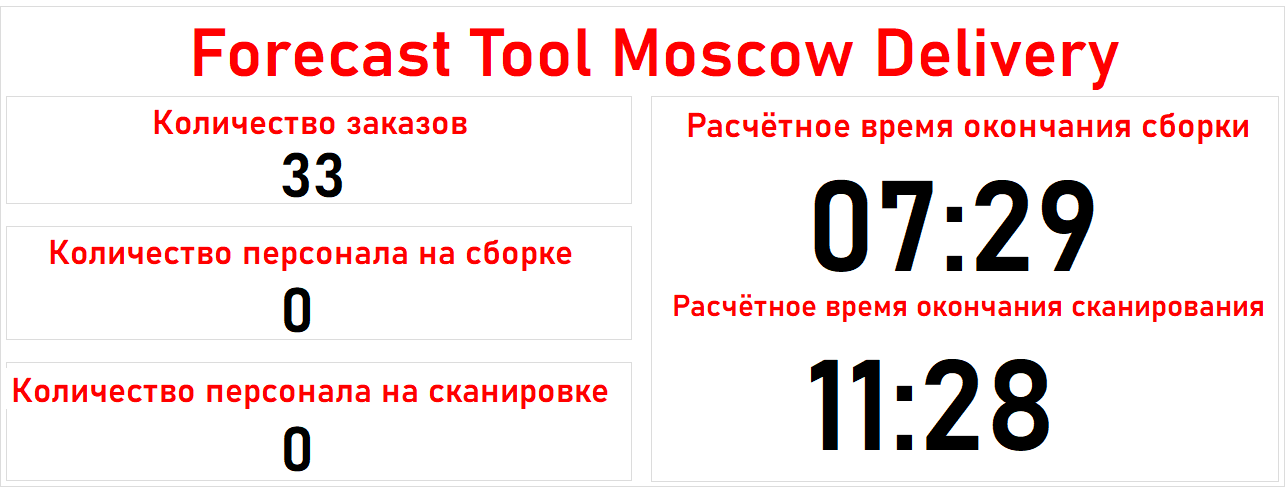 Forecast Tool Moscow Delivery
Количество заказов
33
Количество персонала на сборке
0
Количество персонала на сканировке
0
Расчётное время окончания сборки
07:29
Расчётное время окончания сканирования
11:28